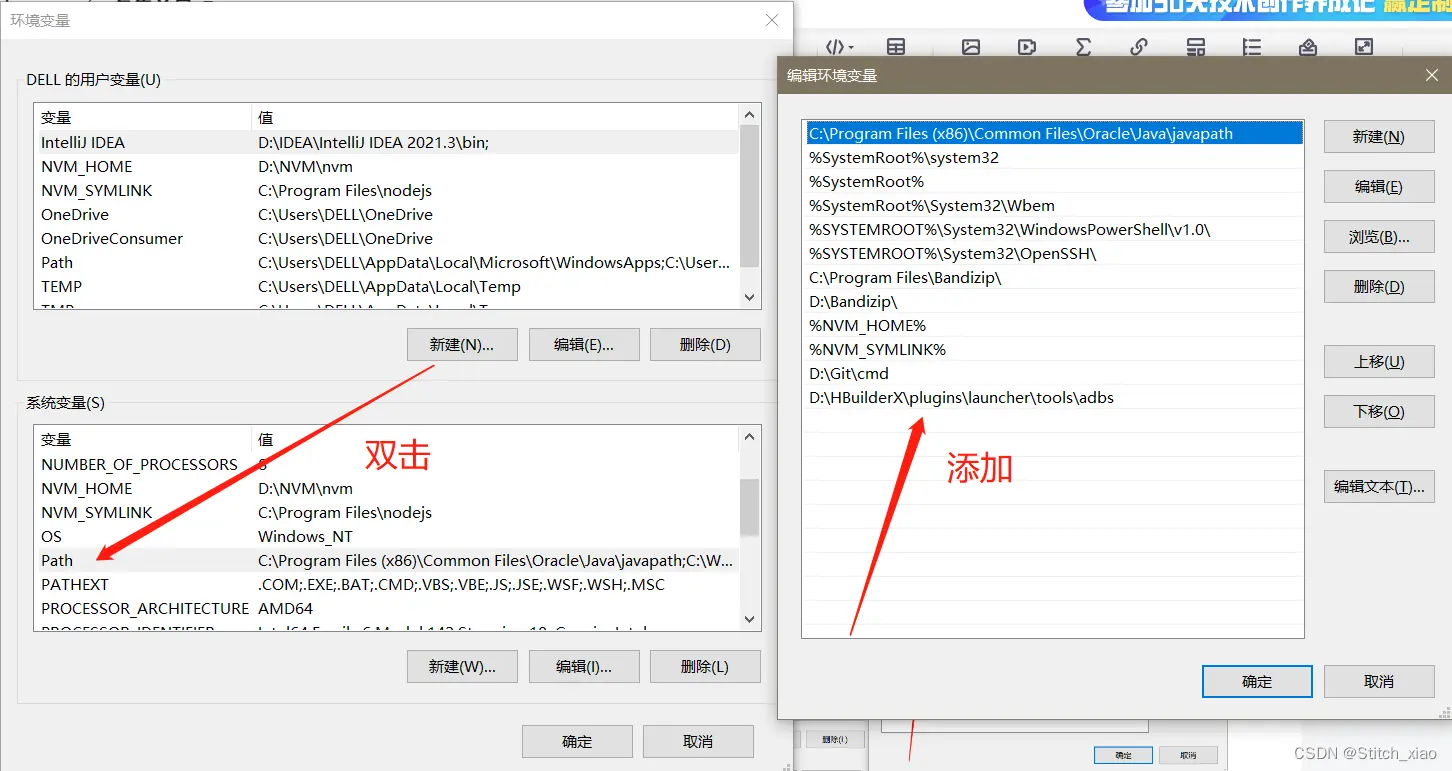 环境变量
DELL 的用户变量(U)
变量 值
IntelliJ IDEA D:\IDEA\IntelliJ IDEA 2021.3\bin;
NVM_HOME D:\NVM\nvm
NVM_SYMLINK C:\Program Files\nodejs
OneDrive C:\Users\DELL\OneDrive
OneDriveConsumer C:\Users\DELL\OneDrive
Path C:\Users\DELL\AppData\Local\Microsoft\WindowsApps;C:\User...
TEMP C:\Users\DELL\AppData\Local\Temp
新建(N)... 编辑(E)... 删除(D)
系统变量(S)
变量 值
NUMBER_OF_PROCESSORS 8
NVM_HOME D:\NVM\nvm
NVM_SYMLINK C:\Program Files\nodejs
OS Windows_NT
Path C:\Program Files (x86)\Common Files\Oracle\Java\javapath;C:\W...
PATHEXT .COM;.EXE;.BAT;.CMD;.VBS;.VBE;.JS;.JSE;.WSF;.WSH;.MSC
PROCESSOR_ARCHITECTURE AMD64
双击
新建(W)... 编辑(I)... 删除(L)
确定 取消
编辑环境变量
C:\Program Files (x86)\Common Files\Oracle\Java\javapath
%SystemRoot%\system32
%SystemRoot%
%SystemRoot%\System32\Wbem
%SYSTEMROOT%\System32\WindowsPowerShell\v1.0\
%SYSTEMROOT%\System32\OpenSSH\
C:\Program Files\Bandizip\
D:\Bandizip\
%NVM_HOME%
%NVM_SYMLINK%
D:\Git\cmd
D:\HBuilderX\plugins\launcher\tools\adbs
添加
新建(N)
编辑(E)
浏览(B)...
删除(D)
上移(U)
下移(O)
编辑文本(T)...
确定 取消
删除(L)
确定 取消
CSDN @Stitch_xiao